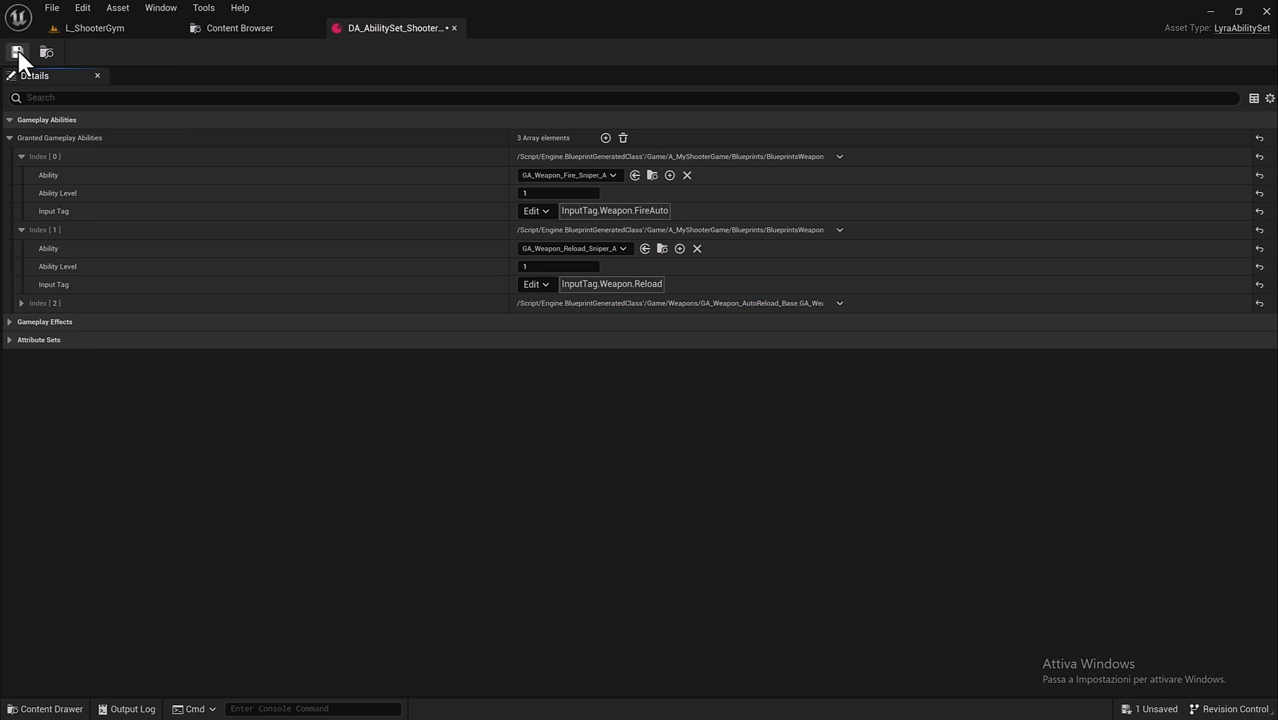 File Edit Asset Window Tools Help
L_ShooterGym Content Browser DA_AbilitySet_Shooter...• × Asset Type: LyraAbilitySet
Details ×
Search
Gameplay Abilities
Granted Gameplay Abilities 3 Array elements
Index [ 0 ] /Script/Engine.BlueprintGeneratedClass'/Game/A_MyShooterGame/Blueprints/BlueprintsWeapon
Ability GA_Weapon_Fire_Sniper_A
Ability Level 1
Input Tag Edit InputTag.Weapon.FireAuto
Index [ 1 ] /Script/Engine.BlueprintGeneratedClass'/Game/A_MyShooterGame/Blueprints/BlueprintsWeapon
Ability GA_Weapon_Reload_Sniper_A
Ability Level 1
Input Tag Edit InputTag.Weapon.Reload
Index [ 2 ] /Script/Engine.BlueprintGeneratedClass'/Game/Weapons/GA_Weapon_AutoReload_Base.GA_Wea
Gameplay Effects
Attribute Sets
Attiva Windows
Passa a Impostazioni per attivare Windows.
Content Drawer Output Log Cmd Enter Console Command 1 Unsaved Revision Control